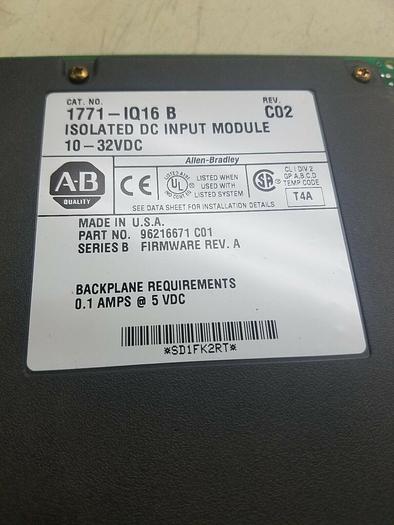 CAT. NO. REV.
1771-IQ16 B C02
ISOLATED DC INPUT MODULE
10-32VDC
Allen-Bradley
A-B
QUALITY
CE
UL
LISTED WHEN
USED WITH
LISTED SYSTEM
SA
CL I DIV 2
GP A,B,C,D
TEMP CODE
T4A
SEE DATA SHEET FOR INSTALLATION DETAILS
MADE IN U.S.A.
PART NO. 96216671 C01
SERIES B FIRMWARE REV. A
BACKPLANE REQUIREMENTS
0.1 AMPS @ 5 VDC
*SD1FK2RT*